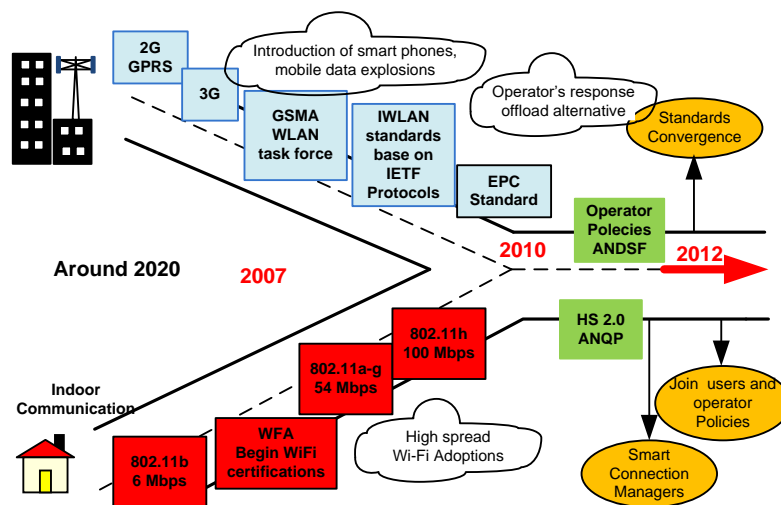 2G
GPRS
3G
Introduction of smart phones,
mobile data explosions
GSMA
WLAN
task force
IWLAN
standards
base on
IETF
Protocols
Operator's response
offload alternative
Standards
Convergence
EPC
Standard
Operator
Polecies
ANDSF
Around 2020
2007
2010
2012
802.11h
100 Mbps
HS 2.0
ANQP
802.11a-g
54 Mbps
Indoor
Communication
WFA
Begin WiFi
certifications
802.11b
6 Mbps
High spread
Wi-Fi Adoptions
Join users and
operator
Policies
Smart
Connection
Managers